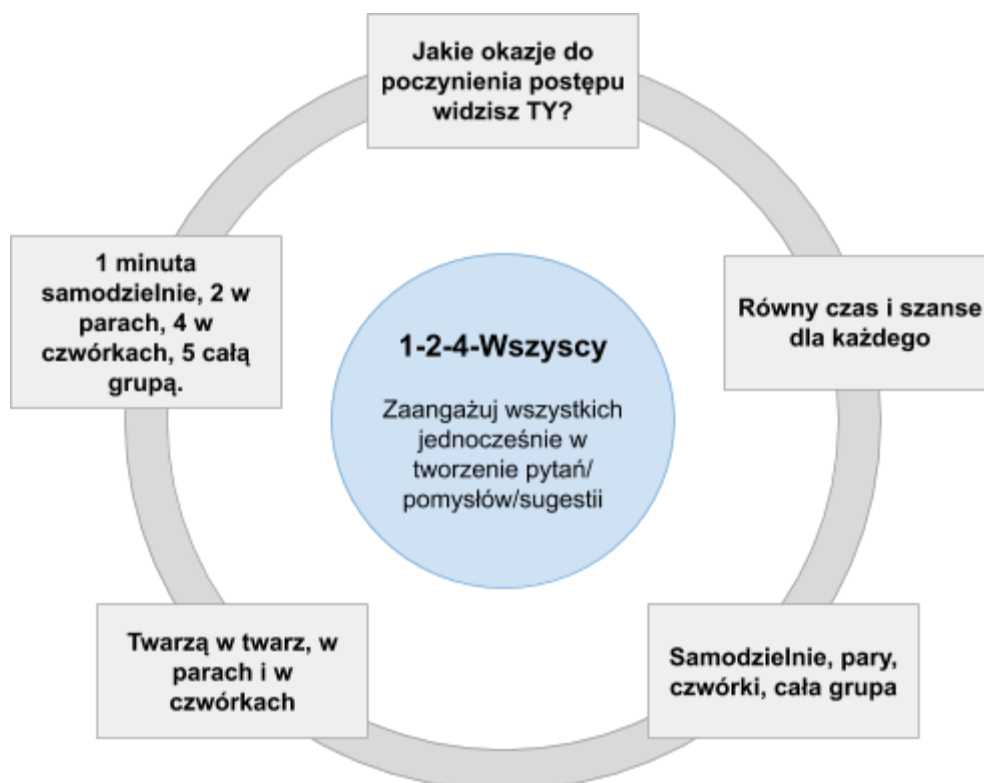 Jakie okazje do
poczynienia postępu
widzisz TY?
1 minuta
samodzielnie, 2 w
parach, 4 w
czwórkach, 5 całą
grupą.
Równy czas i szanse
dla każdego
1-2-4-Wszyscy
Zaangażuj wszystkich
jednocześnie w
tworzenie pytań/
pomysłów/sugestii
Twarzą w twarz, w
parach i w
czwórkach
Samodzielnie, pary,
czwórki, cała grupa